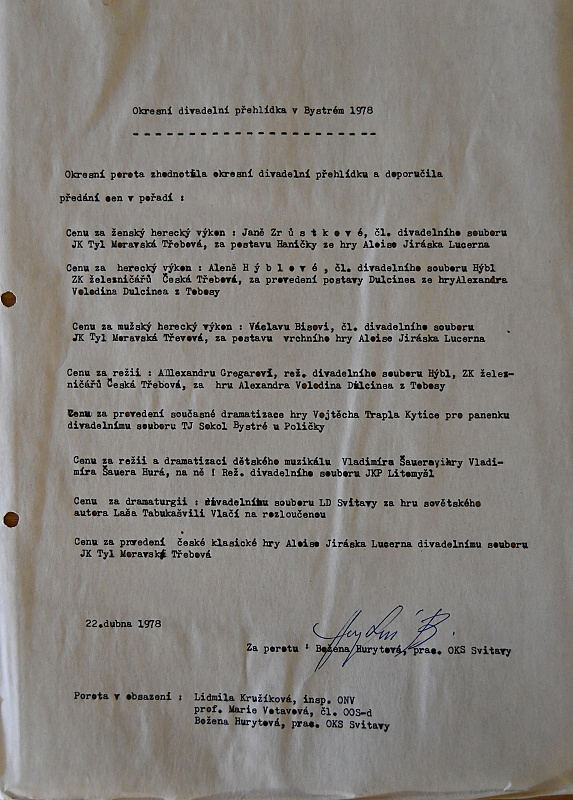 Okresní divadelní přehlídka v Bystrém 1978
- - - - - - - - - - - - - - - - - - - - - - - -
Okresní porota zhodnotila okresní divadelní přehlídku a doporučila
předání cen v pořadí :
Cenu za ženský herecký výkon : Janě Zr ů s t k o v é, čl. divadelního souboru
JK Tyl Moravská Třebová, za postavu Haničky ze hry Aloise Jiráska Lucerna
Cenu za herecký výkon : Aleně H ý b l o v é , čl. divadelního souboru Hýbl
ZK železničářů Česká Třebová, za provedení postavy Dulcinea ze hryAlexandra
Volodina Dulcinea z Tobosy
Cenu za mužský herecký výkon : Václavu Bisovi, čl. divadelního souboru
JK Tyl Moravská Třevová, za postavu vrchního hry Aloise Jiráska Lucerna
Cenu za režii : Allexandru Gregarovi, rež. divadelního souboru Hýbl, ZK želez-
ničářů Česká Třebová, za hru Alexandra Volodina Dulcinea z Tobosy
Cenu za provedení současné dramatizace hry Vojtěcha Trapla Kytice pro panenku
divadelnímu souboru TJ Sokol Bystré u Poličky
Cenu za režii a dramatizaci dětského muzikálu Vladimíra Vladi-
míra Šauera Hurá, na ně ! Rež. divadelního souboru JKP Litomyšl
Cenu za dramaturgii : divadelnímu souboru LD Svitavy za hru sovětského
autora Laša Tabukašvili Vlačí na rozloučenou
Cenu za provedení české klasické hry Aloise Jiráska Lucerna divadelnímu souboru
JK Tyl Moravská Třebová
22.dubna 1978
Za porotu : Božena Hurytová, prac. OKS Svitavy
Porota v obsazení : Lidmila Kružíková, insp. ONV
prof. Marie Votavová, čl. OOS-d
Božena Hurytová, prac. OKS Svitavy